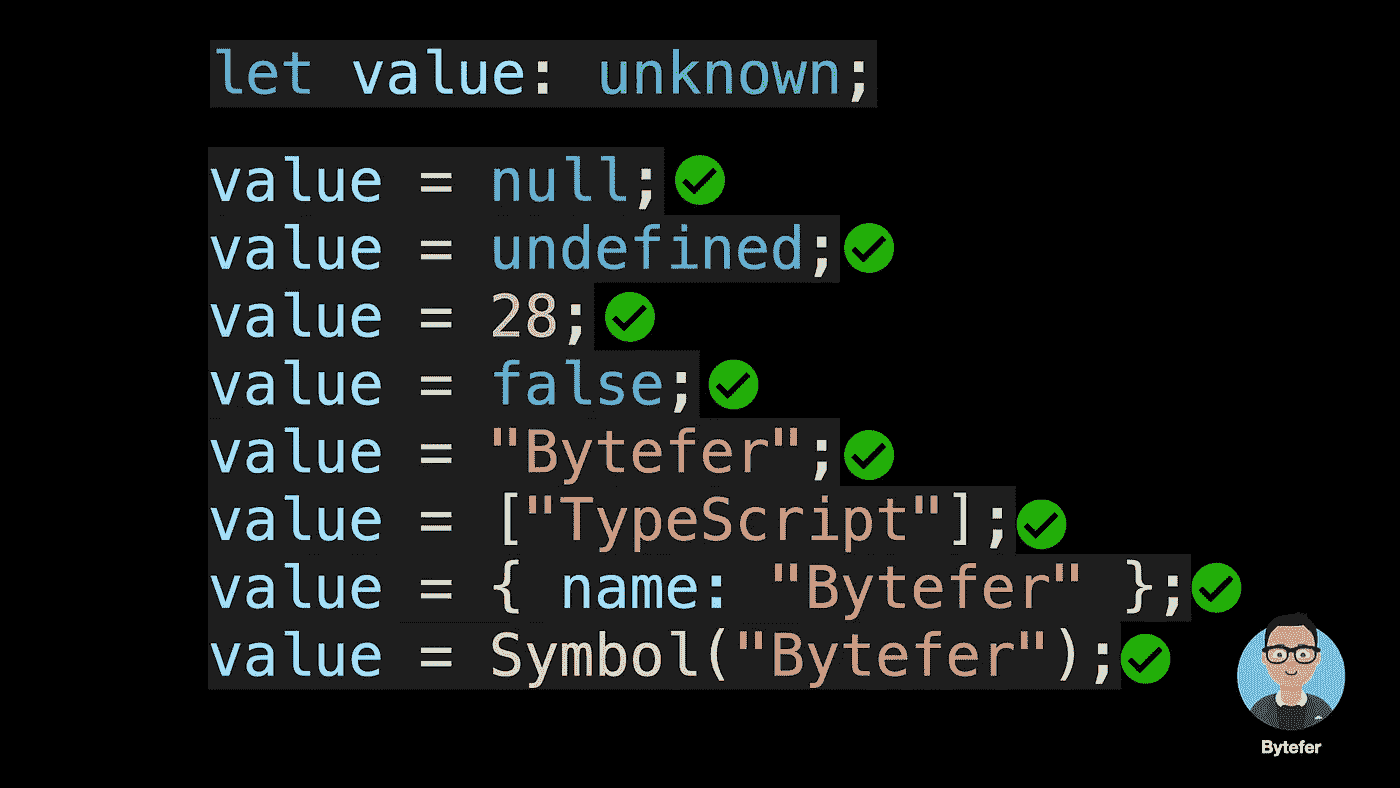 let value: unknown;
value = null;
value = undefined;
value = 28;
value = false;
value = "Bytefer";
value = ["TypeScript"];
value = { name: "Bytefer" };
value = Symbol("Bytefer");
Bytefer